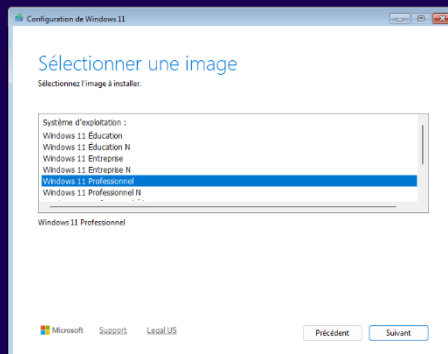 Configuration de Windows 11
Sélectionner une image
Sélectionnez l'image à installer.
Système d'exploitation :
Windows 11 Éducation
Windows 11 Éducation N
Windows 11 Entreprise
Windows 11 Entreprise N
Windows 11 Professionnel
Windows 11 Professionnel N
Windows 11 Professionnel
Microsoft Support Legal US
Précédent Suivant